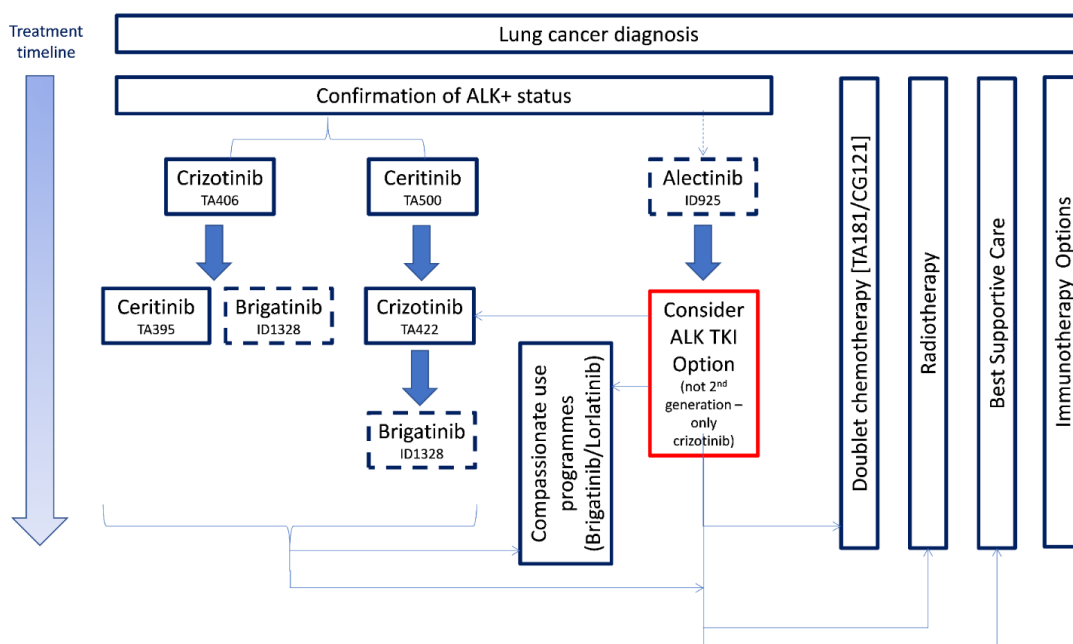 Treatment
timeline
Lung cancer diagnosis
Confirmation of ALK+ status
Crizotinib
TA406
Ceritinib
TA500
Alectinib
ID925
Ceritinib
TA395
Brigatinib
ID1328
Crizotinib
TA422
Consider
ALK TKI
Option
(not 2nd
generation –
only
crizotinib)
Brigatinib
ID1328
Compassionate use
programmes
(Brigatinib/Lorlatinib)
Doublet chemotherapy [TA181/CG121]
Radiotherapy
Best Supportive Care
Immunotherapy Options